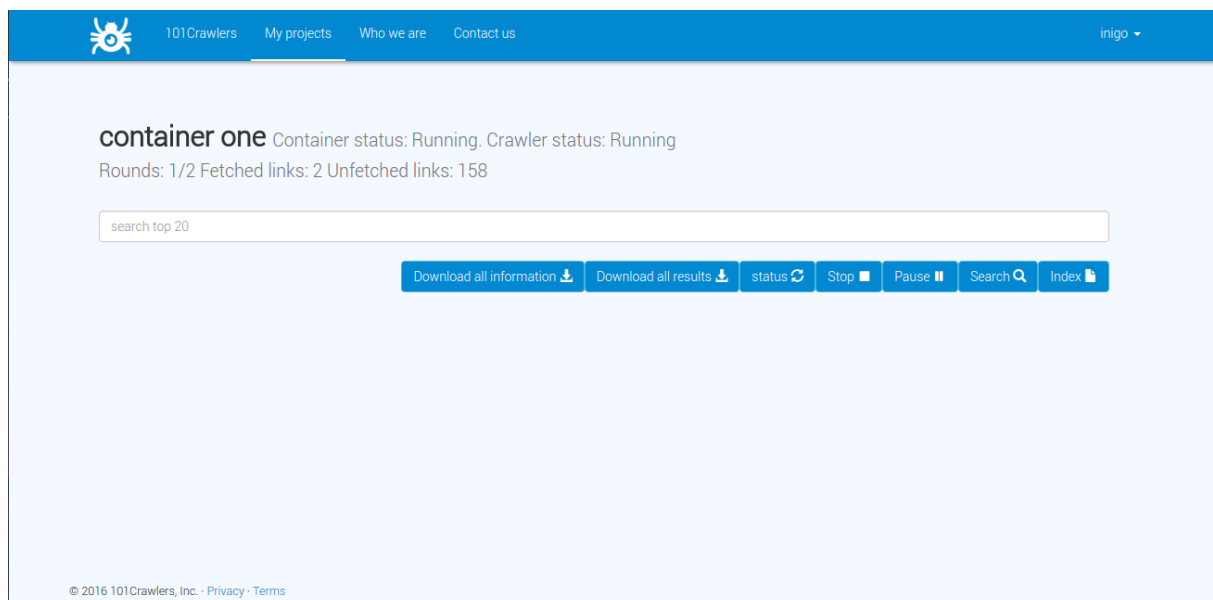 101Crawlers My projects Who we are Contact us inigo
container one Container status: Running. Crawler status: Running
Rounds: 1/2 Fetched links: 2 Unfetched links: 158
search top 20
Download all information Download all results status Stop Pause Search Index
© 2016 101Crawlers, Inc. · Privacy · Terms